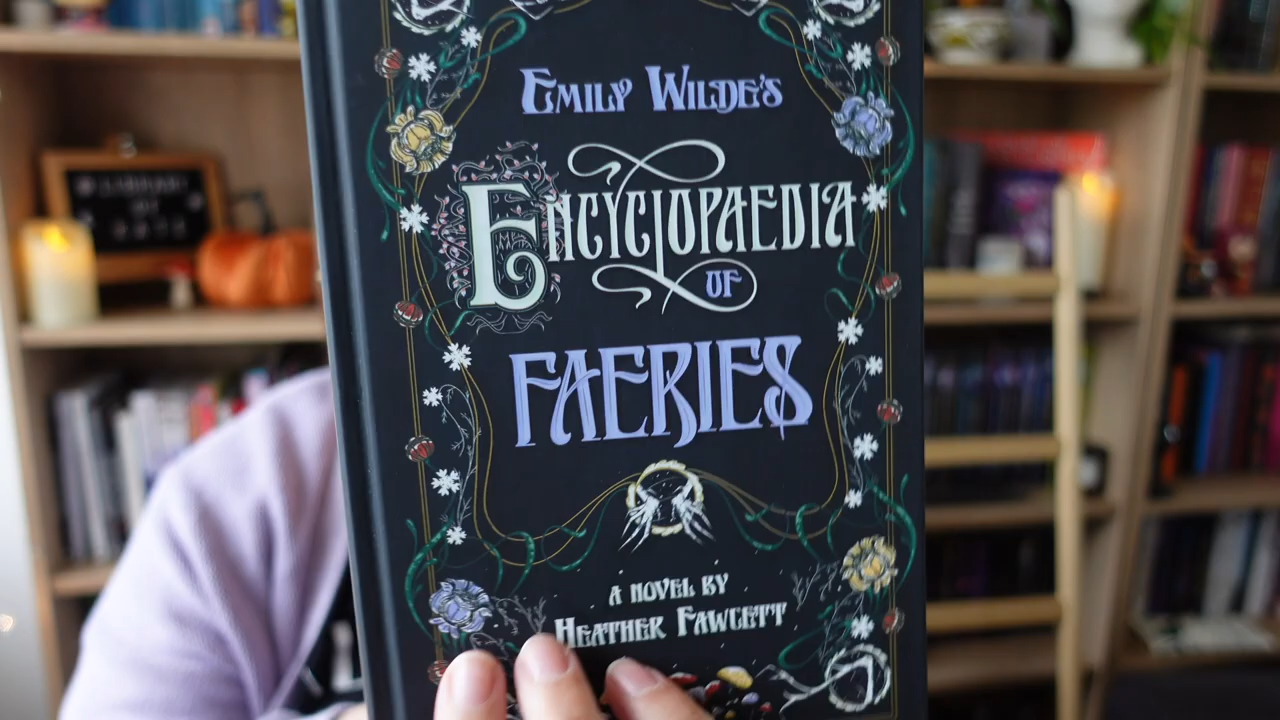 EMILY WILDE'S
ENCYCLOPAEDIA
OF
FAERIES
A NOVEL BY
HEATHER FAWCETT